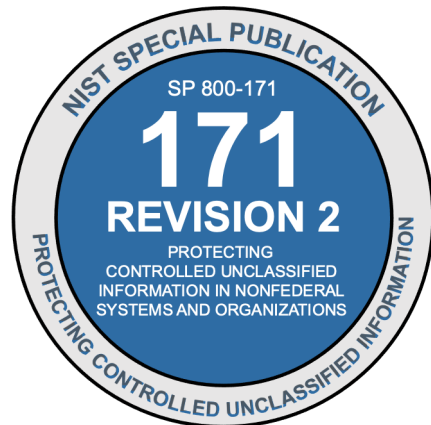 NIST SPECIAL PUBLICATION
SP 800-171
171
REVISION 2
PROTECTING
CONTROLLED UNCLASSIFIED
INFORMATION IN NONFEDERAL
SYSTEMS AND ORGANIZATIONS
PROTECTING CONTROLLED UNCLASSIFIED INFORMATION